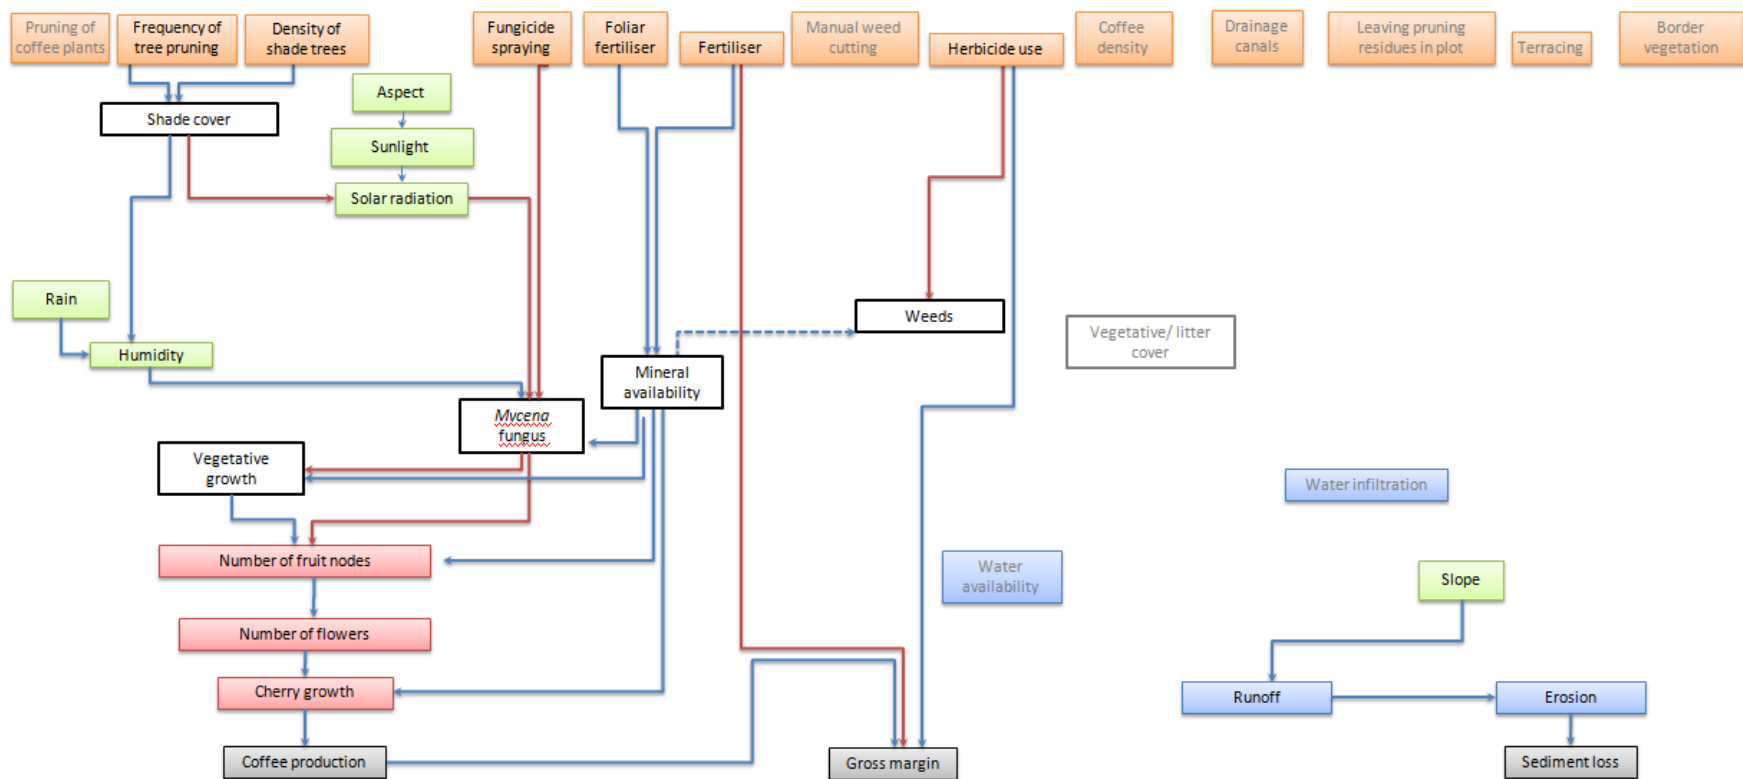 Pruning of
coffee plants
Frequency of
tree pruning
Density of
shade trees
Fungicide
spraying
Foliar
fertiliser
Fertiliser
Manual weed
cutting
Herbicide use
Coffee
density
Drainage
canals
Leaving pruning
residues in plot
Terracing
Border
vegetation
Aspect
Shade cover
Sunlight
Solar radiation
Rain
Weeds
Vegetative/ litter
cover
Humidity
Mineral
availability
Mycena
fungus
Vegetative
growth
Water infiltration
Number of fruit nodes
Water
availability
Slope
Number of flowers
Cherry growth
Runoff
Erosion
Coffee production
Gross margin
Sediment loss